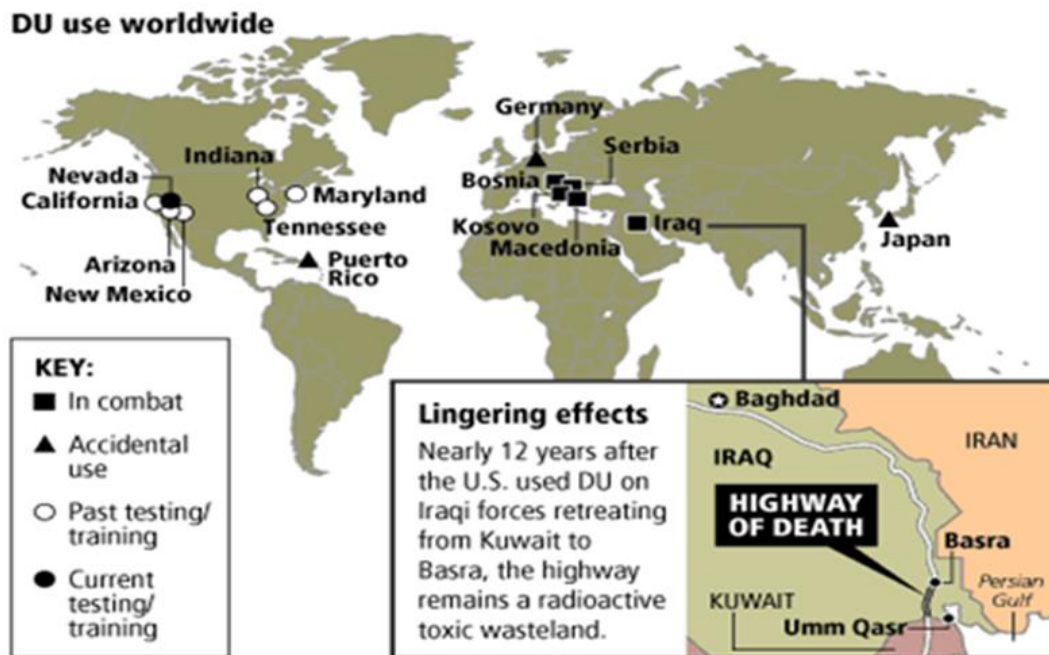 DU use worldwide
Germany
Serbia
Indiana
Nevada
Bosnia
Maryland
California
Kosovo
Iraq
Tennessee
Macedonia
Japan
Arizona
Puerto
Rico
New Mexico
KEY:
In combat
Accidental
use
Past testing/
training
Current
testing/
training
Lingering effects
Nearly 12 years after
the U.S. used DU on
Iraqi forces retreating
from Kuwait to
Basra, the highway
remains a radioactive
toxic wasteland.
Baghdad
IRAN
IRAQ
HIGHWAY
OF DEATH
Basra
Persian
Gulf
KUWAIT
Umm Qasr